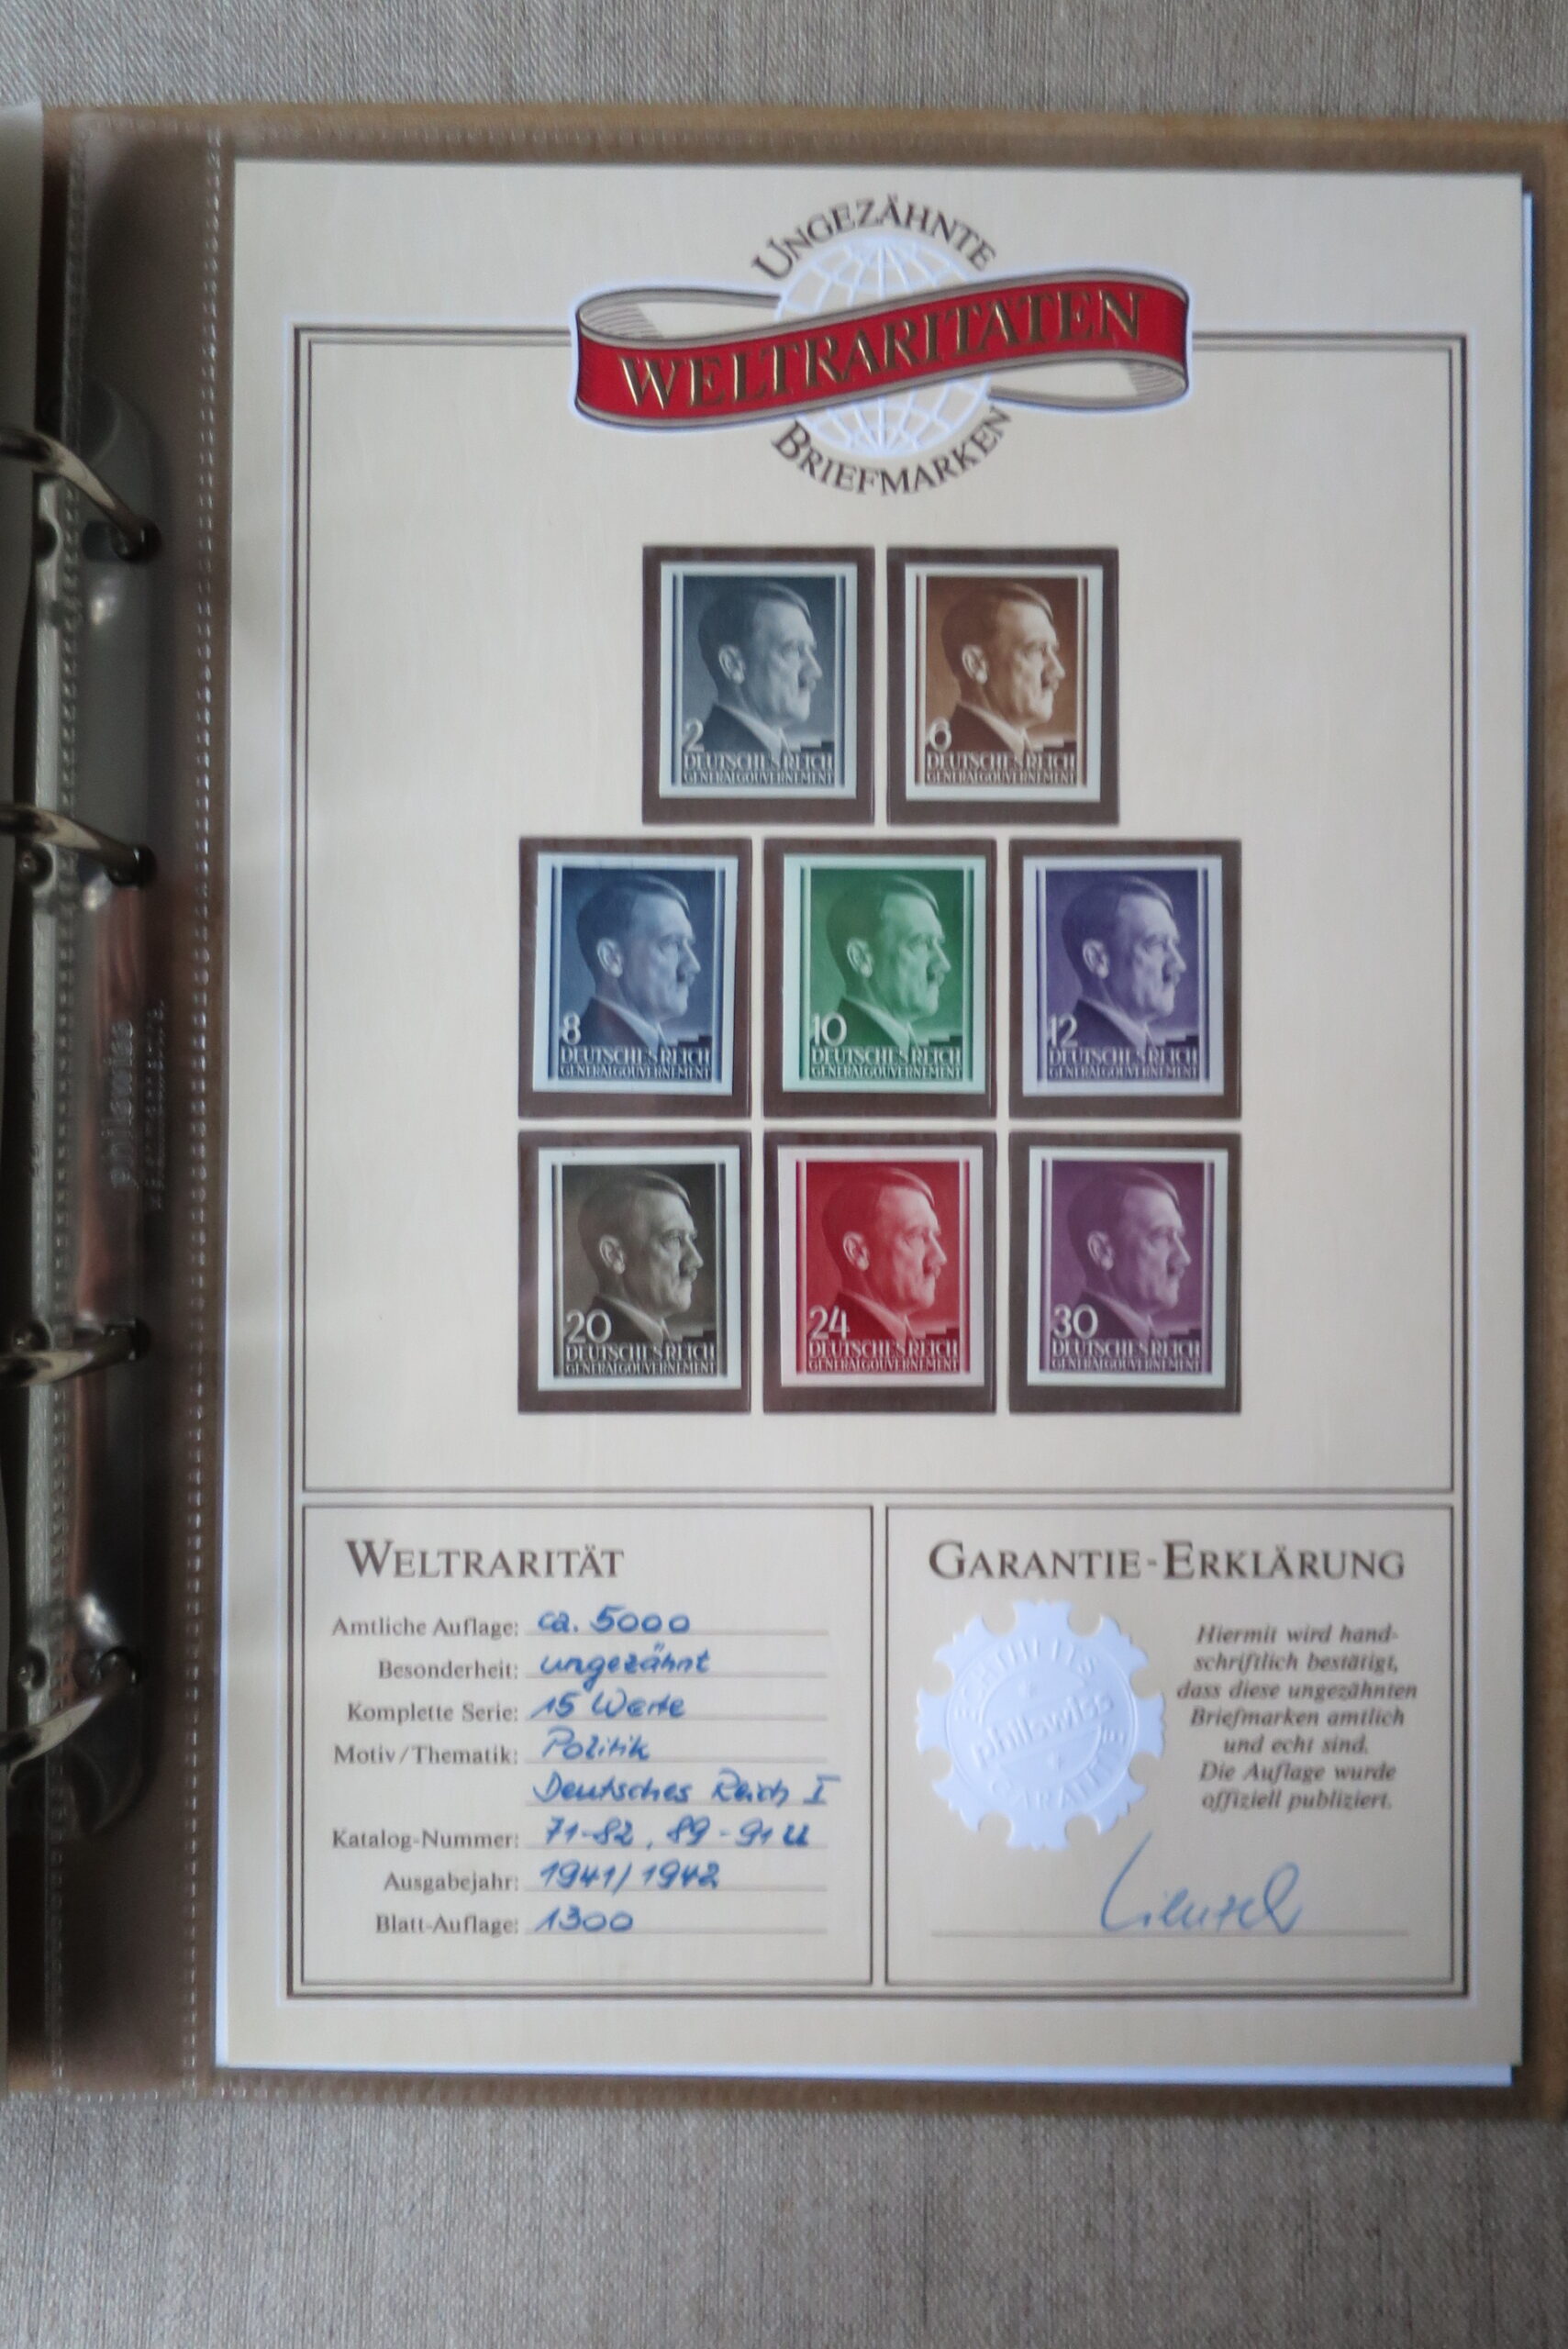 UNGEZÄHNTE
WELTRARITÄTEN
BRIEFMARKEN
2
DEUTSCHES REICH
GENERALGOUVERNEMENT
6
DEUTSCHES REICH
GENERALGOUVERNEMENT
8
DEUTSCHES REICH
GENERALGOUVERNEMENT
10
DEUTSCHES REICH
GENERALGOUVERNEMENT
12
DEUTSCHES REICH
GENERALGOUVERNEMENT
20
DEUTSCHES REICH
GENERALGOUVERNEMENT
24
DEUTSCHES REICH
GENERALGOUVERNEMENT
30
DEUTSCHES REICH
GENERALGOUVERNEMENT
WELTRARITÄT
Amtliche Auflage: ca. 5000
Besonderheit: ungezähnt
Komplette Serie: 15 Werte
Motiv/Thematik: Politik
Deutsches Reich I
Katalog-Nummer: 71-82, 89-91 U
Ausgabejahr: 1941/1942
Blatt-Auflage: 1300
GARANTIE-ERKLÄRUNG
ECHTHEITS
philswiss
GARANTIE
Hiermit wird hand-
schriftlich bestätigt,
dass diese ungezähnten
Briefmarken amtlich
und echt sind.
Die Auflage wurde
offiziell publiziert.
philswiss